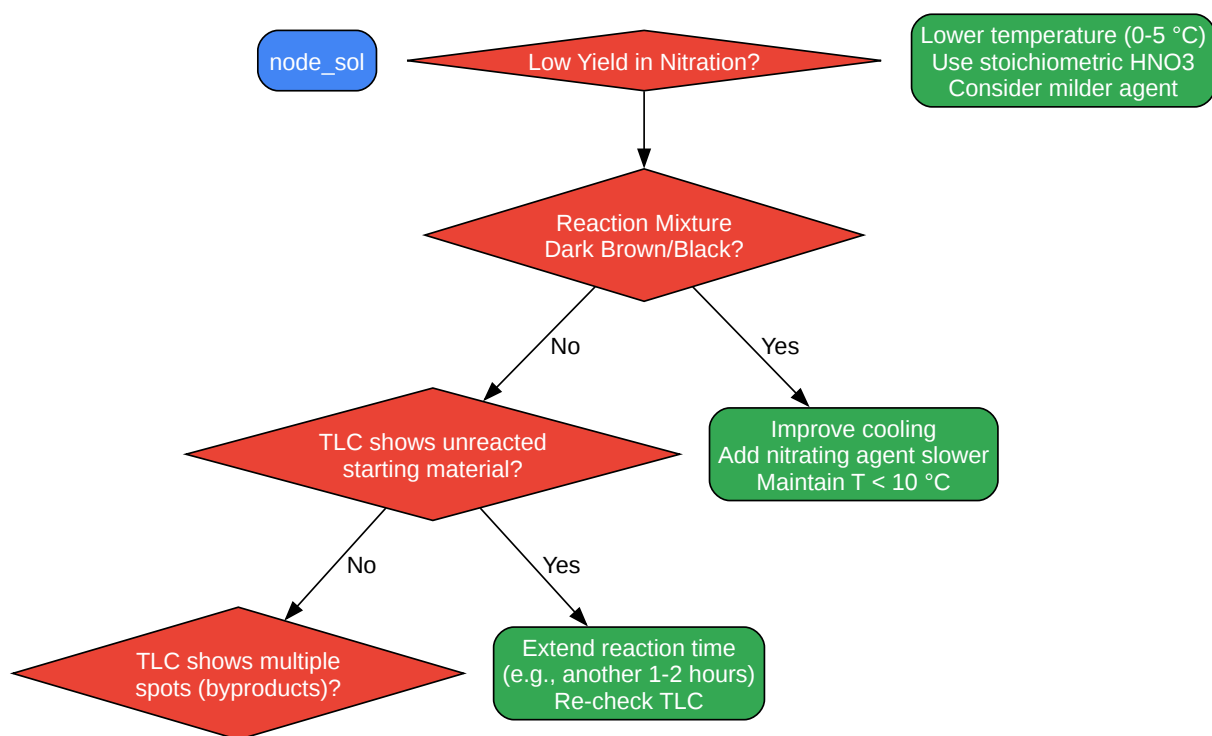 node_sol
Low Yield in Nitration?
Lower temperature (0-5 °C)
Use stoichiometric HNO3
Consider milder agent
Reaction Mixture
Dark Brown/Black?
No
Yes
TLC shows unreacted
starting material?
Improve cooling
Add nitrating agent slower
Maintain T < 10 °C
No
Yes
TLC shows multiple
spots (byproducts)?
Extend reaction time
(e.g., another 1-2 hours)
Re-check TLC